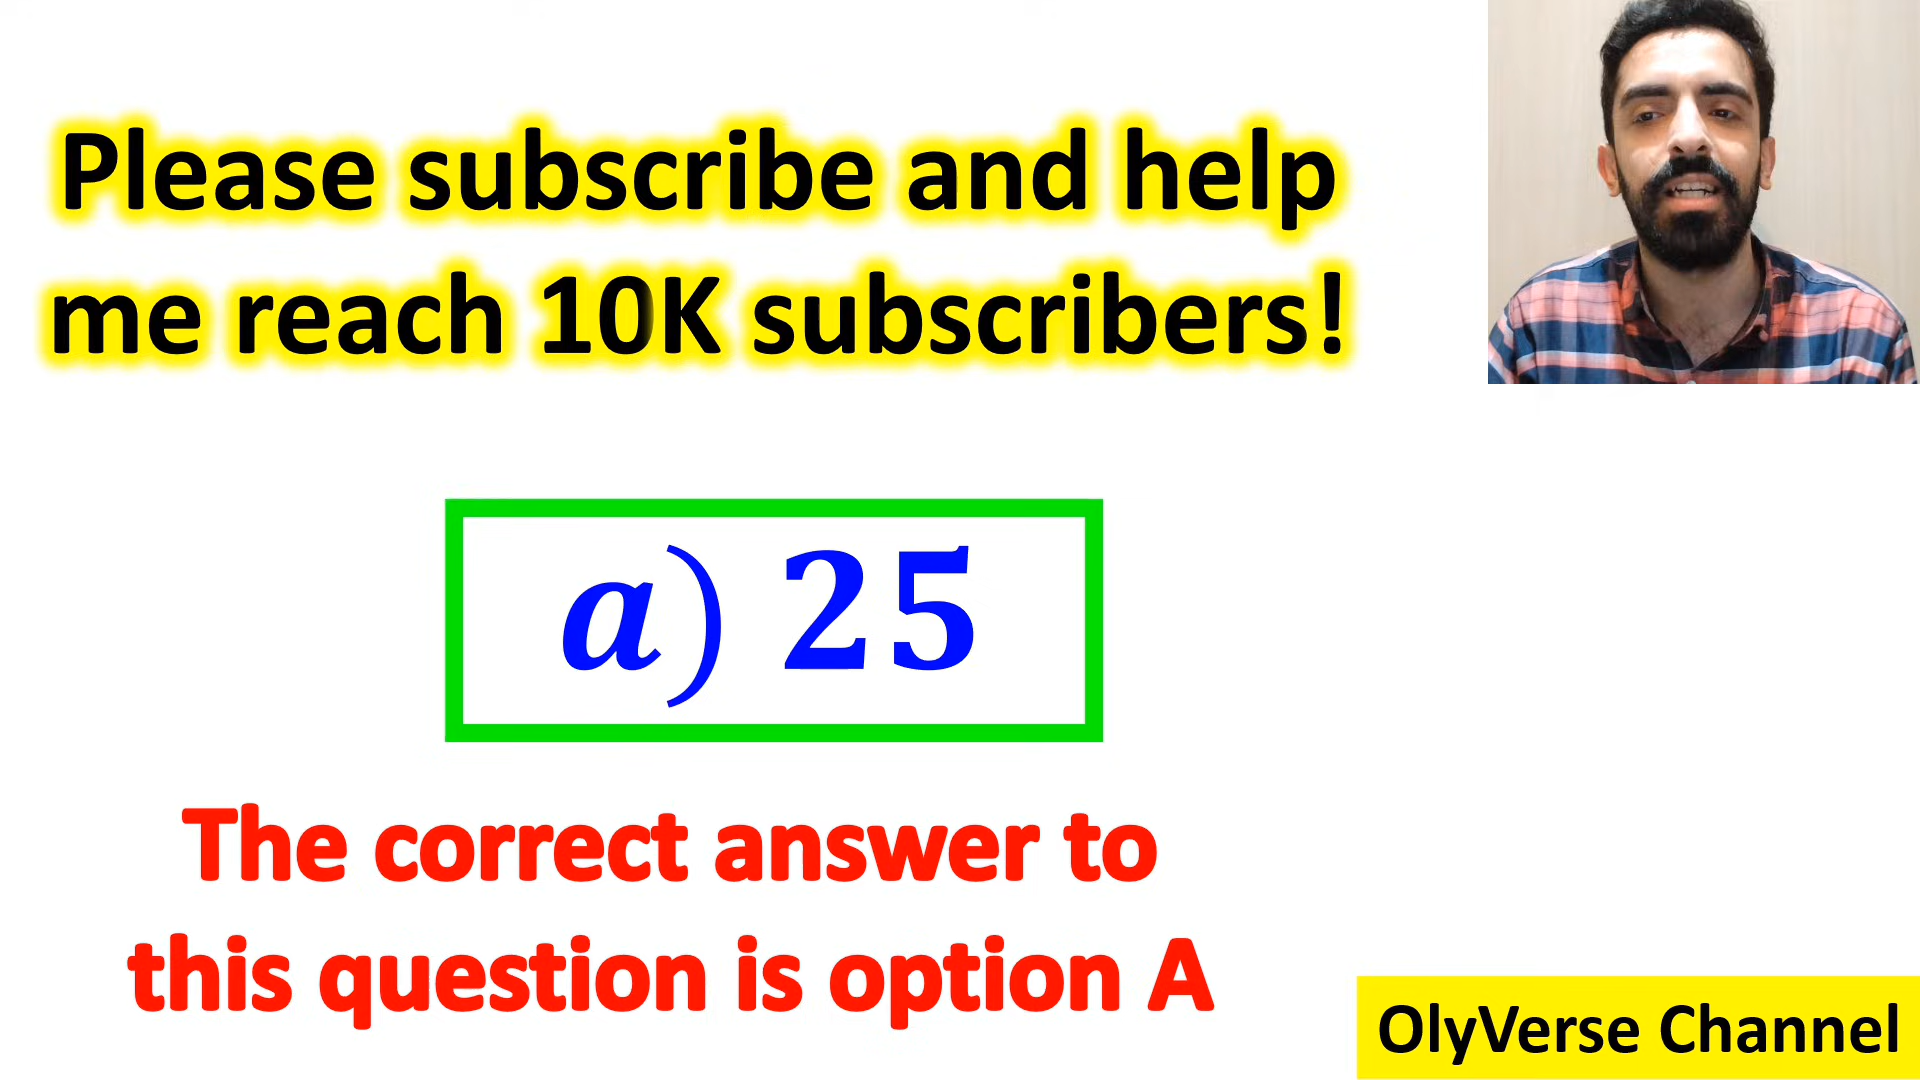 Please subscribe and help
me reach 10K subscribers!
a) 25
The correct answer to
this question is option A
OlyVerse Channel